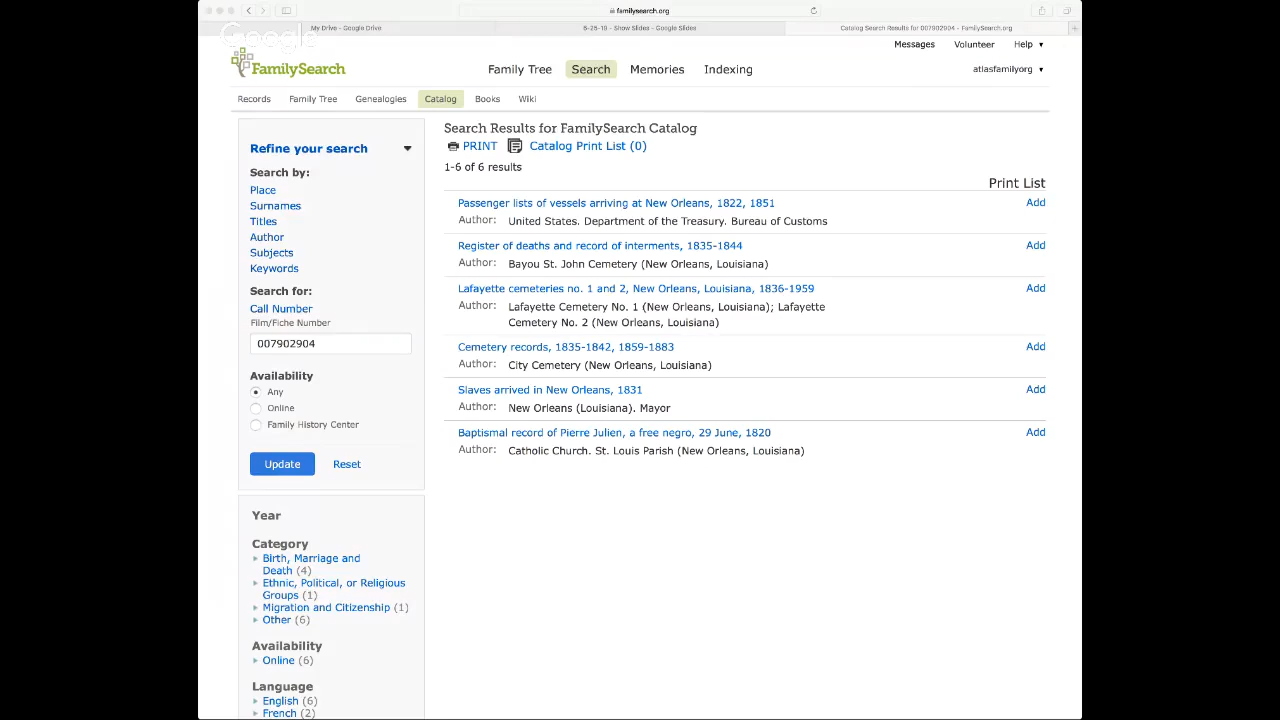 familysearch.org
My Drive - Google Drive
5-25-19 - Show Slides - Google Slides
Catalog Search Results for 007902904 - FamilySearch.org
Google
Messages
Volunteer
Help
FamilySearch
Family Tree
Search
Memories
Indexing
atlasfamilyorg
Records
Family Tree
Genealogies
Catalog
Books
Wiki
Refine your search
Search by:
Place
Surnames
Titles
Author
Subjects
Keywords
Search for:
Call Number
Film/Fiche Number
007902904
Availability
Any
Online
Family History Center
Update
Reset
Year
Category
Birth, Marriage and
Death (4)
Ethnic, Political, or Religious
Groups (1)
Migration and Citizenship (1)
Other (6)
Availability
Online (6)
Language
English (6)
French (2)
Search Results for FamilySearch Catalog
PRINT
Catalog Print List (0)
1-6 of 6 results
Print List
Passenger lists of vessels arriving at New Orleans, 1822, 1851
Add
Author: United States. Department of the Treasury. Bureau of Customs
Register of deaths and record of interments, 1835-1844
Add
Author: Bayou St. John Cemetery (New Orleans, Louisiana)
Lafayette cemeteries no. 1 and 2, New Orleans, Louisiana, 1836-1959
Add
Author: Lafayette Cemetery No. 1 (New Orleans, Louisiana); Lafayette
Cemetery No. 2 (New Orleans, Louisiana)
Cemetery records, 1835-1842, 1859-1883
Add
Author: City Cemetery (New Orleans, Louisiana)
Slaves arrived in New Orleans, 1831
Add
Author: New Orleans (Louisiana). Mayor
Baptismal record of Pierre Julien, a free negro, 29 June, 1820
Add
Author: Catholic Church. St. Louis Parish (New Orleans, Louisiana)